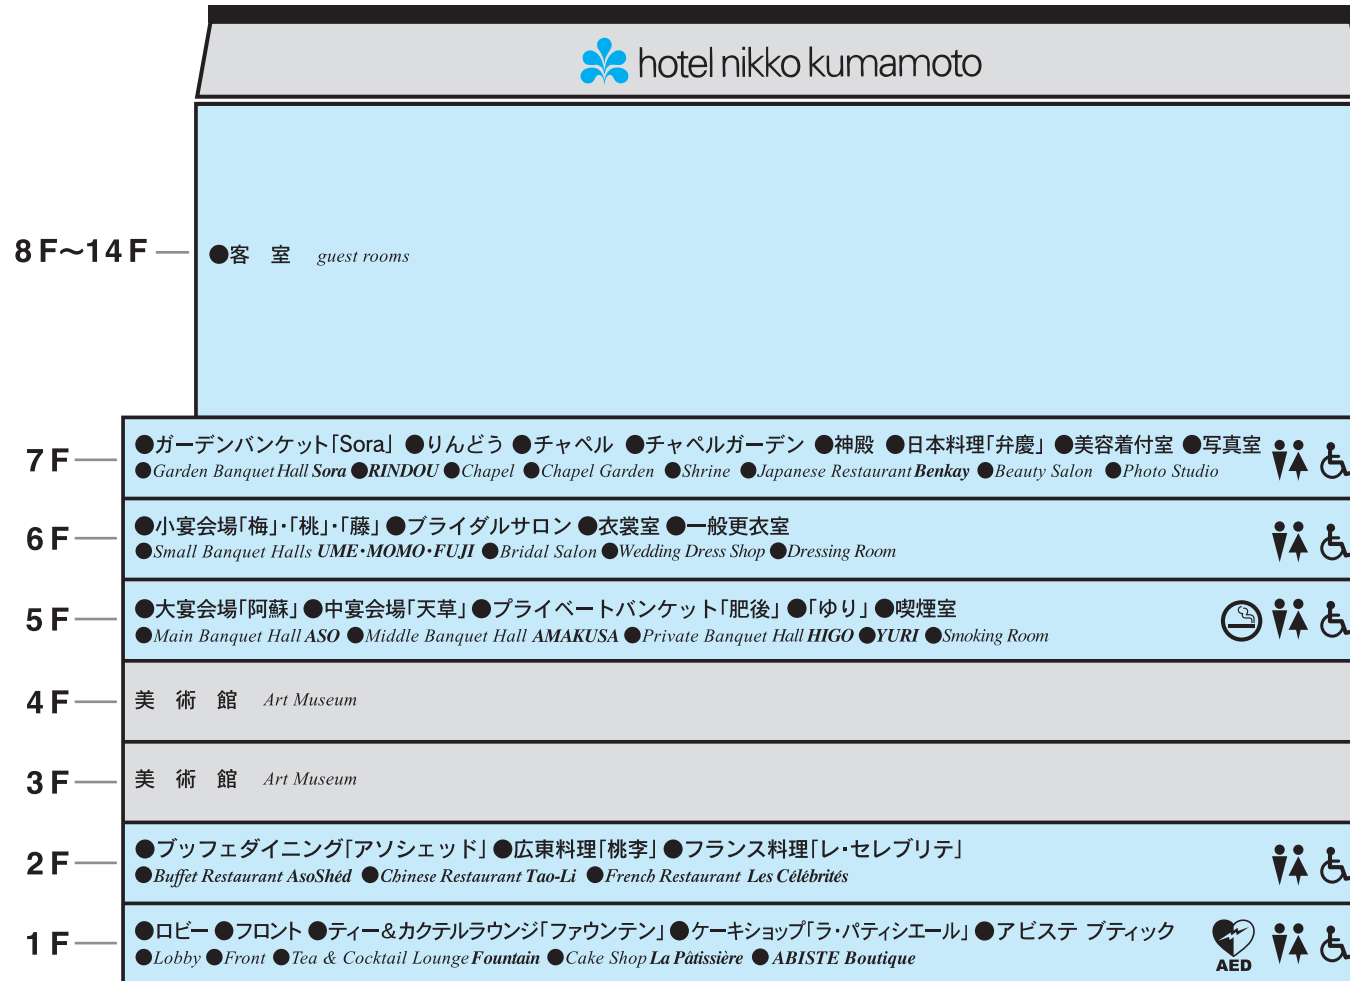 hotel nikko kumamoto
8F～14F
●客 室 guest rooms
7F
●ガーデンバンケット「Sora」 ●りんどう ●チャペル ●チャペルガーデン ●神殿 ●日本料理「弁慶」 ●美容着付室 ●写真室
●Garden Banquet Hall Sora ●RINDOU ●Chapel ●Chapel Garden ●Shrine ●Japanese Restaurant Benkay ●Beauty Salon ●Photo Studio
6F
●小宴会場「梅」・「桃」・「藤」 ●ブライダルサロン ●衣裳室 ●一般更衣室
●Small Banquet Halls UME・MOMO・FUJI ●Bridal Salon ●Wedding Dress Shop ●Dressing Room
5F
●大宴会場「阿蘇」 ●中宴会場「天草」 ●プライベートバンケット「肥後」 ●「ゆり」 ●喫煙室
●Main Banquet Hall ASO ●Middle Banquet Hall AMAKUSA ●Private Banquet Hall HIGO ●YURI ●Smoking Room
4F
美 術 館 Art Museum
3F
美 術 館 Art Museum
2F
●ブッフェダイニング「アソシェッド」 ●広東料理「桃李」 ●フランス料理「レ・セレブリテ」
●Buffet Restaurant AsoShéd ●Chinese Restaurant Tao-Li ●French Restaurant Les Célébrités
1F
●ロビー ●フロント ●ティー&カクテルラウンジ「ファウンテン」 ●ケーキショップ「ラ・パティシエール」 ●アビステ ブティック
●Lobby ●Front ●Tea & Cocktail Lounge Fountain ●Cake Shop La Pâtissière ●ABISTE Boutique
AED